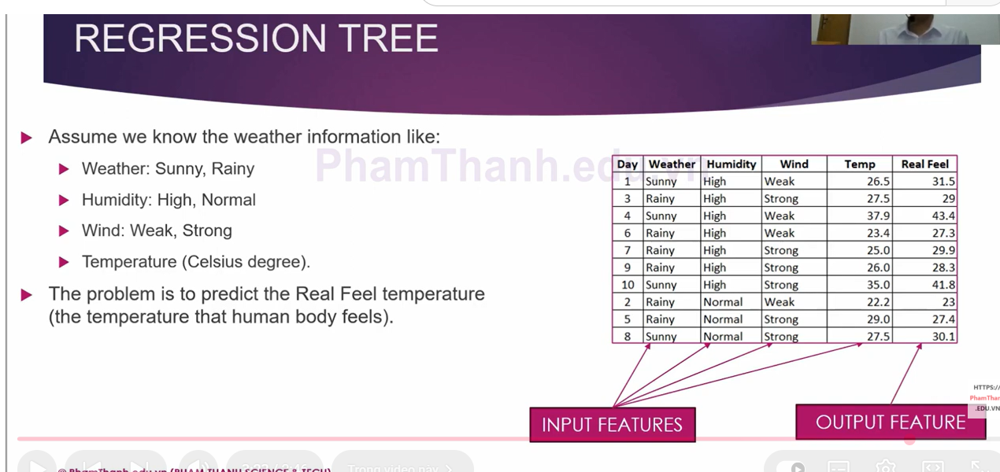 REGRESSION TREE
Assume we know the weather information like:
Weather: Sunny, Rainy
Humidity: High, Normal
Wind: Weak, Strong
Temperature (Celsius degree).
The problem is to predict the Real Feel temperature
(the temperature that human body feels).
PhamThanh.edu.vn
Day Weather Humidity Wind Temp Real Feel
1 Sunny High Weak 26.5 31.5
3 Rainy High Strong 27.5 29
4 Sunny High Weak 37.9 43.4
6 Rainy High Weak 23.4 27.3
7 Rainy High Strong 25.0 29.9
9 Rainy High Strong 26.0 28.3
10 Sunny High Strong 35.0 41.8
2 Rainy Normal Weak 22.2 23
5 Rainy Normal Strong 29.0 27.4
8 Sunny Normal Strong 27.5 30.1
INPUT FEATURES
OUTPUT FEATURE
HTTPS://
PhamThan
.EDU.VN
© PhamThanh.edu.vn (PHAM THANH SCIENCE & TECH)
Trong video này